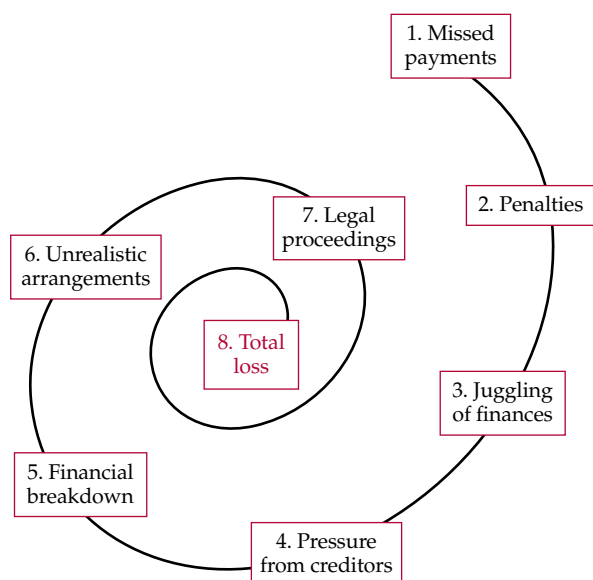 1. Missed
payments
2. Penalties
3. Juggling
of finances
4. Pressure
from creditors
5. Financial
breakdown
6. Unrealistic
arrangements
7. Legal
proceedings
8. Total
loss